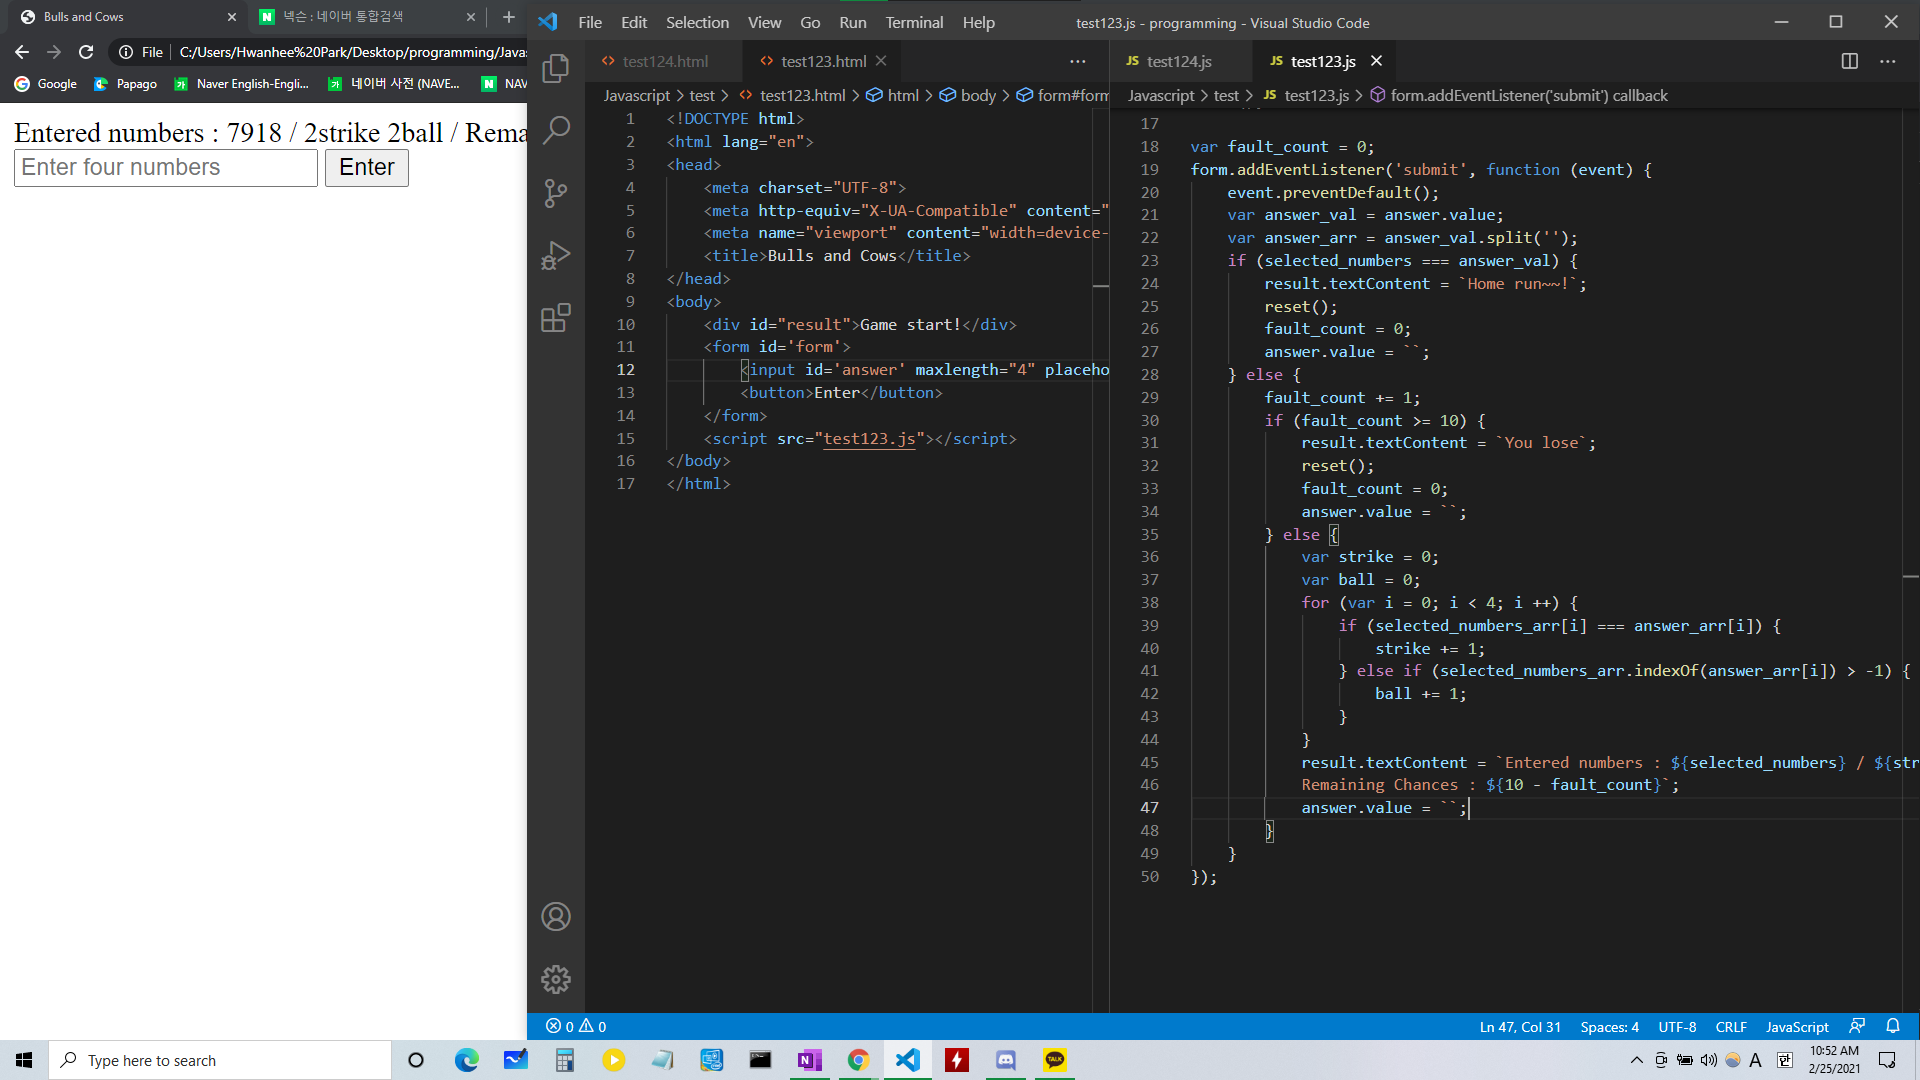 Bulls and Cows
넥슨 : 네이버 통합검색
File
C:/Users/Hwanhee%20Park/Desktop/programming/Javas
Google
Papago
Naver English-Engli...
네이버 사전 (NAVE...
NAV
Entered numbers : 7918 / 2strike 2ball / Rema
Enter four numbers
Enter
File Edit Selection View Go Run Terminal Help
test123.js - programming - Visual Studio Code
test124.html
test123.html
Javascript > test > test123.html > html > body > form#form
1 <!DOCTYPE html>
2 <html lang="en">
3 <head>
4 <meta charset="UTF-8">
5 <meta http-equiv="X-UA-Compatible" content="
6 <meta name="viewport" content="width=device-
7 <title>Bulls and Cows</title>
8 </head>
9 <body>
10 <div id="result">Game start!</div>
11 <form id='form'>
12 <input id='answer' maxlength="4" placeho
13 <button>Enter</button>
14 </form>
15 <script src="test123.js"></script>
16 </body>
17 </html>
JS test124.js
JS test123.js
Javascript > test > JS test123.js > form.addEventListener('submit') callback
17
18 var fault_count = 0;
19 form.addEventListener('submit', function (event) {
20 event.preventDefault();
21 var answer_val = answer.value;
22 var answer_arr = answer_val.split('');
23 if (selected_numbers === answer_val) {
24 result.textContent = `Home run~~!`;
25 reset();
26 fault_count = 0;
27 answer.value = ``;
28 } else {
29 fault_count += 1;
30 if (fault_count >= 10) {
31 result.textContent = `You lose`;
32 reset();
33 fault_count = 0;
34 answer.value = ``;
35 } else {
36 var strike = 0;
37 var ball = 0;
38 for (var i = 0; i < 4; i ++) {
39 if (selected_numbers_arr[i] === answer_arr[i]) {
40 strike += 1;
41 } else if (selected_numbers_arr.indexOf(answer_arr[i]) > -1) {
42 ball += 1;
43 }
44 }
45 result.textContent = `Entered numbers : ${selected_numbers} / ${str
46 Remaining Chances : ${10 - fault_count}`;
47 answer.value = ``;
48 }
49 }
50 });
0 0
Ln 47, Col 31 Spaces: 4 UTF-8 CRLF JavaScript
Type here to search
TALK
A
한
10:52 AM
2/25/2021